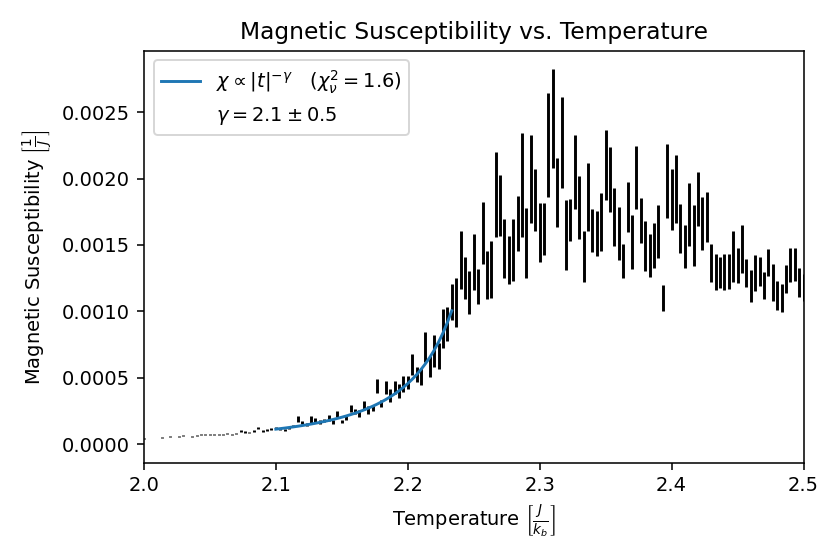 Magnetic Susceptibility vs. Temperature
χ ∝ |t|^{-γ} (χ²_ν = 1.6)
γ = 2.1 ± 0.5
Magnetic Susceptibility [1/J]
0.0025
0.0020
0.0015
0.0010
0.0005
0.0000
2.0 2.1 2.2 2.3 2.4 2.5
Temperature [J/k_b]